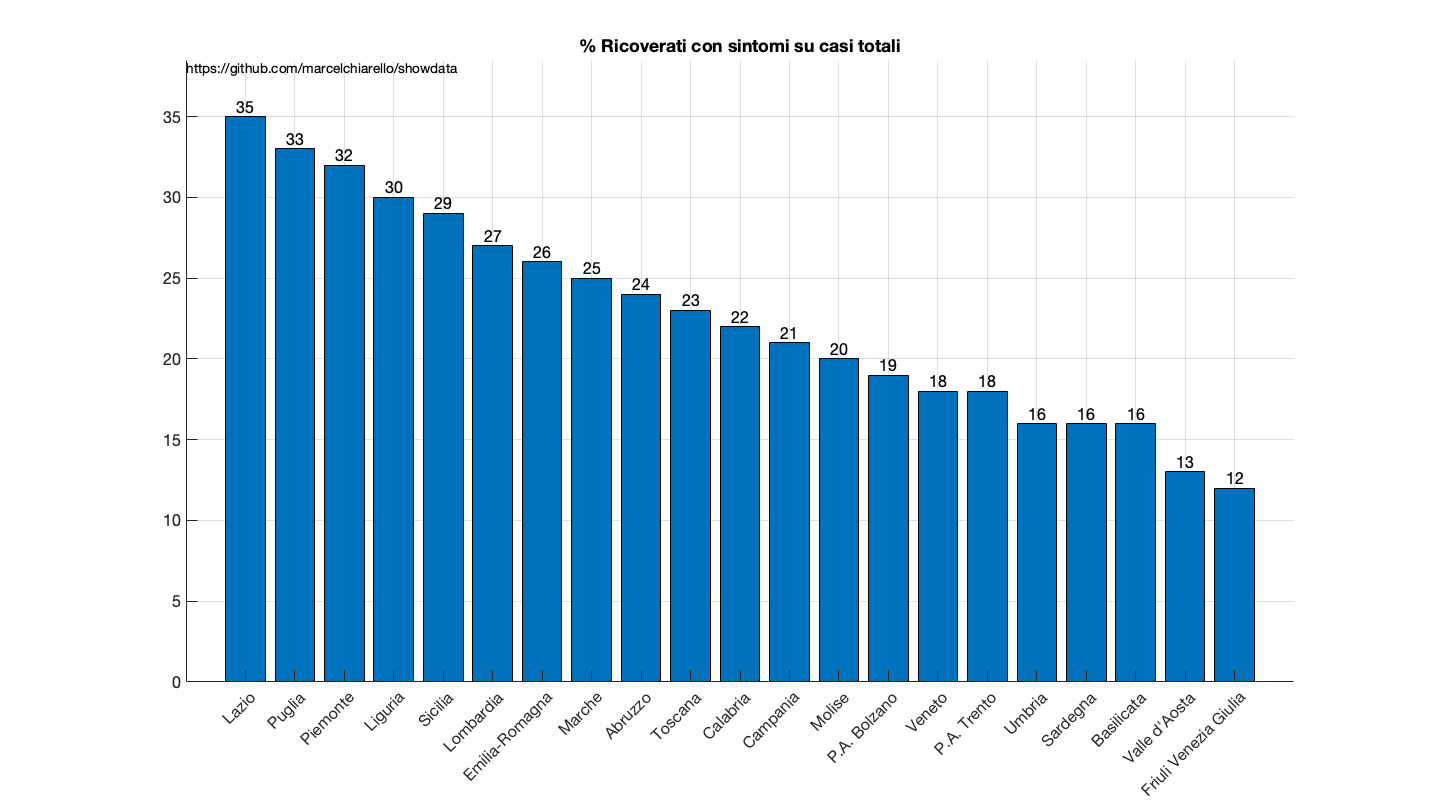 % Ricoverati con sintomi su casi totali
https://github.com/marcelchiarello/showdata
35
30
25
20
15
10
5
0
35
33
32
30
29
27
26
25
24
23
22
21
20
19
18
18
16
16
16
13
12
Lazio
Puglia
Piemonte
Liguria
Sicilia
Lombardia
Emilia-Romagna
Marche
Abruzzo
Toscana
Calabria
Campania
Molise
P.A. Bolzano
Veneto
P.A. Trento
Umbria
Sardegna
Basilicata
Valle d'Aosta
Friuli Venezia Giulia